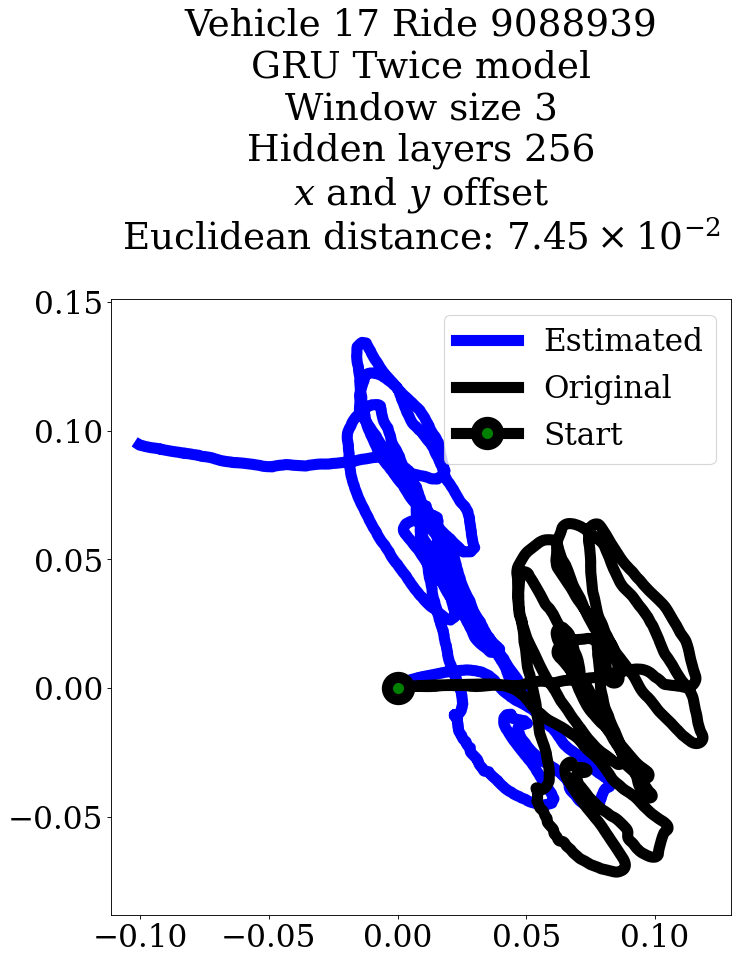 Vehicle 17 Ride 9088939
GRU Twice model
Window size 3
Hidden layers 256
x and y offset
Euclidean distance: 7.45 × 10⁻²
Estimated
Original
Start
0.15
0.10
0.05
0.00
−0.05
−0.10 −0.05 0.00 0.05 0.10